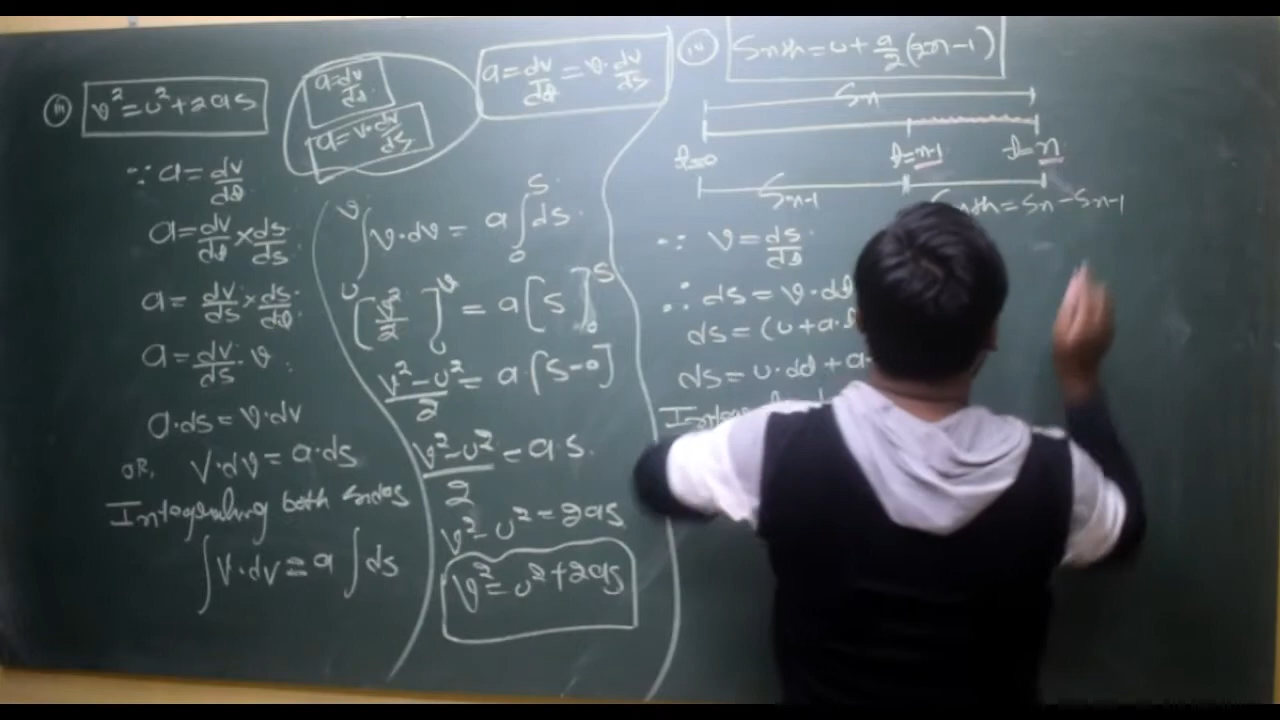 (iii) v² = u² + 2as
∵ a = dv/dt
a = dv/dt × ds/ds
a = dv/ds × ds/dt
a = dv/ds · v
a·ds = v·dv
OR, v·dv = a·ds
Integrating both sides
∫v·dv = a∫ds
a = dv/dt
a = v·dv/ds
a = dv/dt = v·dv/ds
∫ᵤᵛ v·dv = a∫₀ˢ ds
[v²/2]ᵤᵛ = a[s]₀ˢ
v²-u²/2 = a[s-0]
v²-u²/2 = a·s.
v²-u² = 2as
v² = u² + 2as
Snth = u + a/2 (2n-1)
Sn
t=0 t=n-1 t=n
Sn-1 Snth = Sn - Sn-1
∵ v = ds/dt
∴ ds = v·dt
ds = (u+a·t
ds = u·dt + a·